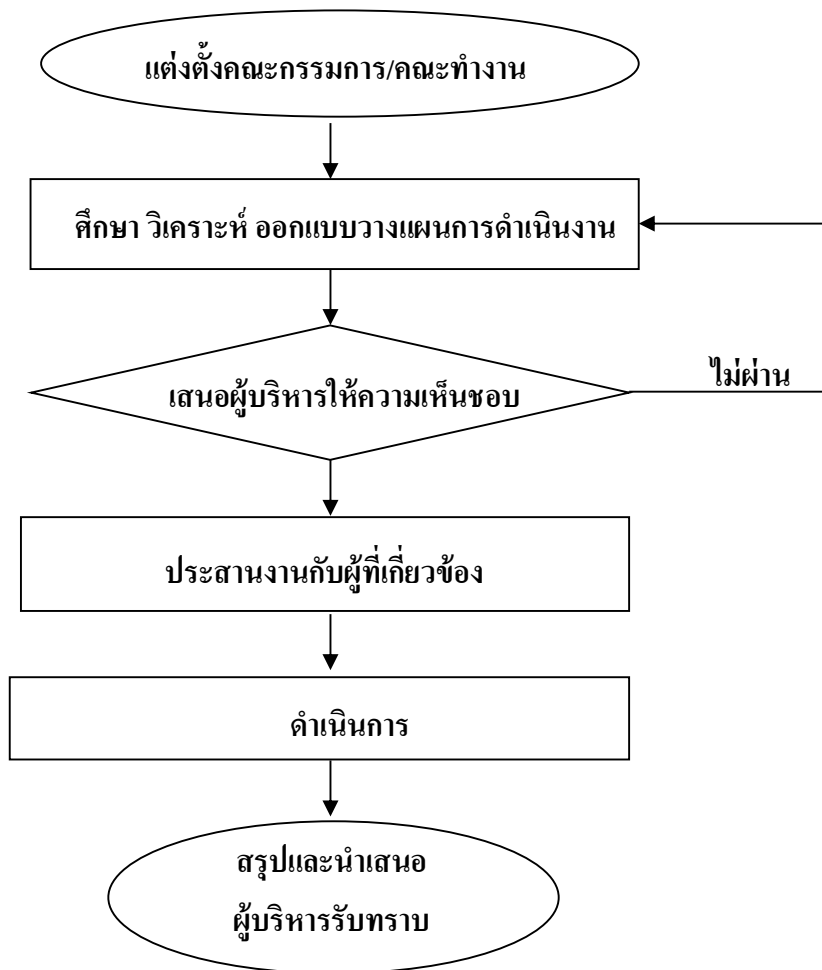 แต่งตั้งคณะกรรมการ/คณะทำงาน
ศึกษา วิเคราะห์ ออกแบบวางแผนการดำเนินงาน
เสนอผู้บริหารให้ความเห็นชอบ
ไม่ผ่าน
ประสานงานกับผู้ที่เกี่ยวข้อง
ดำเนินการ
สรุปและนำเสนอ
ผู้บริหารรับทราบ